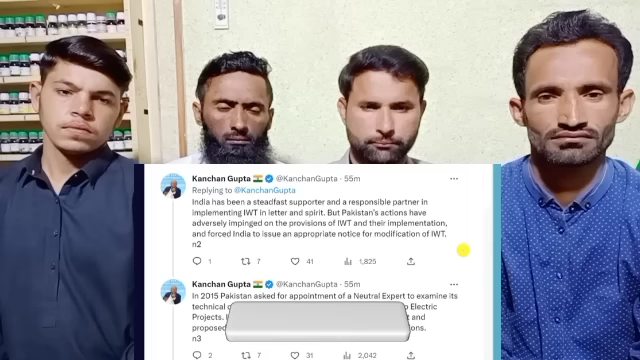 Kanchan Gupta @KanchanGupta · 55m
Replying to @KanchanGupta
India has been a steadfast supporter and a responsible partner in
implementing IWT in letter and spirit. But Pakistan's actions have
adversely impinged on the provisions of IWT and their implementation,
and forced India to issue an appropriate notice for modification of IWT.
n2
1 7 41 1,825
Kanchan Gupta @KanchanGupta · 55m
In 2015 Pakistan asked for appointment of a Neutral Expert to examine its
technical Electric
Projects. and
proposed
n3
2 7 31 2,042